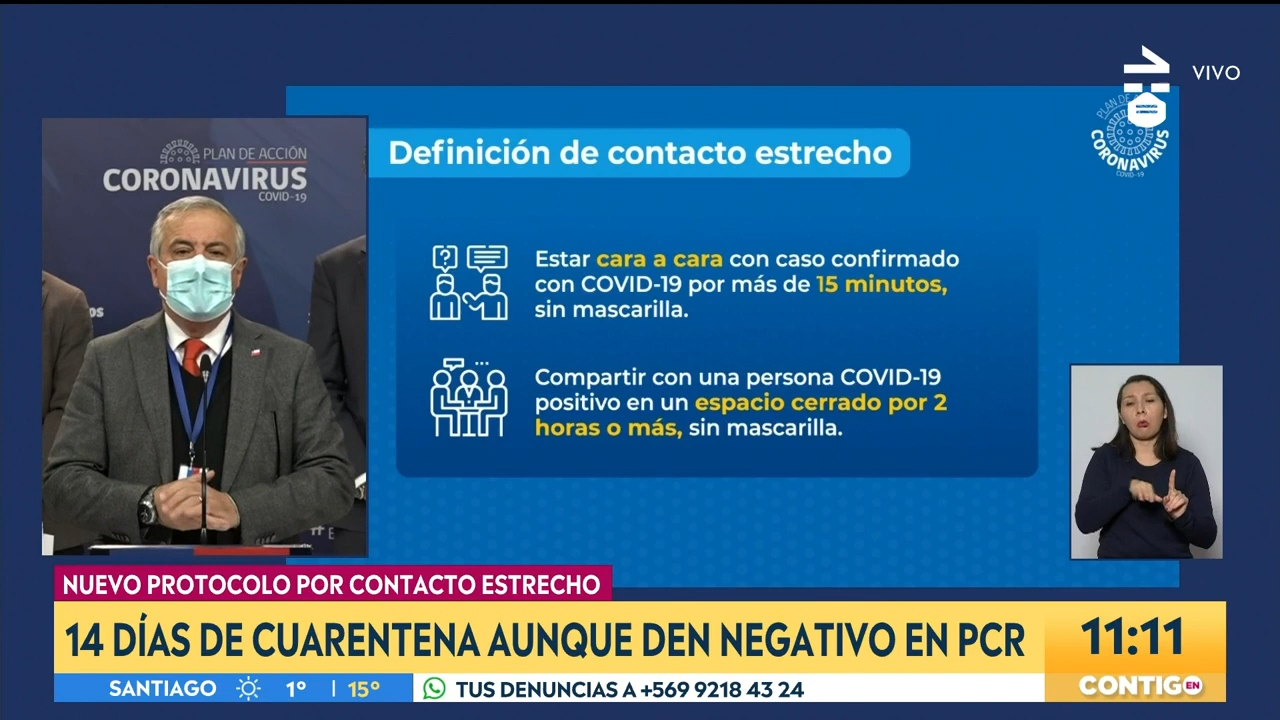 VIVO
PLAN DE ACCIÓN
CORONAVIRUS
COVID-19
Definición de contacto estrecho
CORONAVIRUS
COVID-19
Estar cara a cara con caso confirmado
con COVID-19 por más de 15 minutos,
sin mascarilla.
Compartir con una persona COVID-19
positivo en un espacio cerrado por 2
horas o más, sin mascarilla.
NUEVO PROTOCOLO POR CONTACTO ESTRECHO
14 DÍAS DE CUARENTENA AUNQUE DEN NEGATIVO EN PCR
11:11
SANTIAGO 1° | 15°
TUS DENUNCIAS A +569 9218 43 24
CONTIGO EN